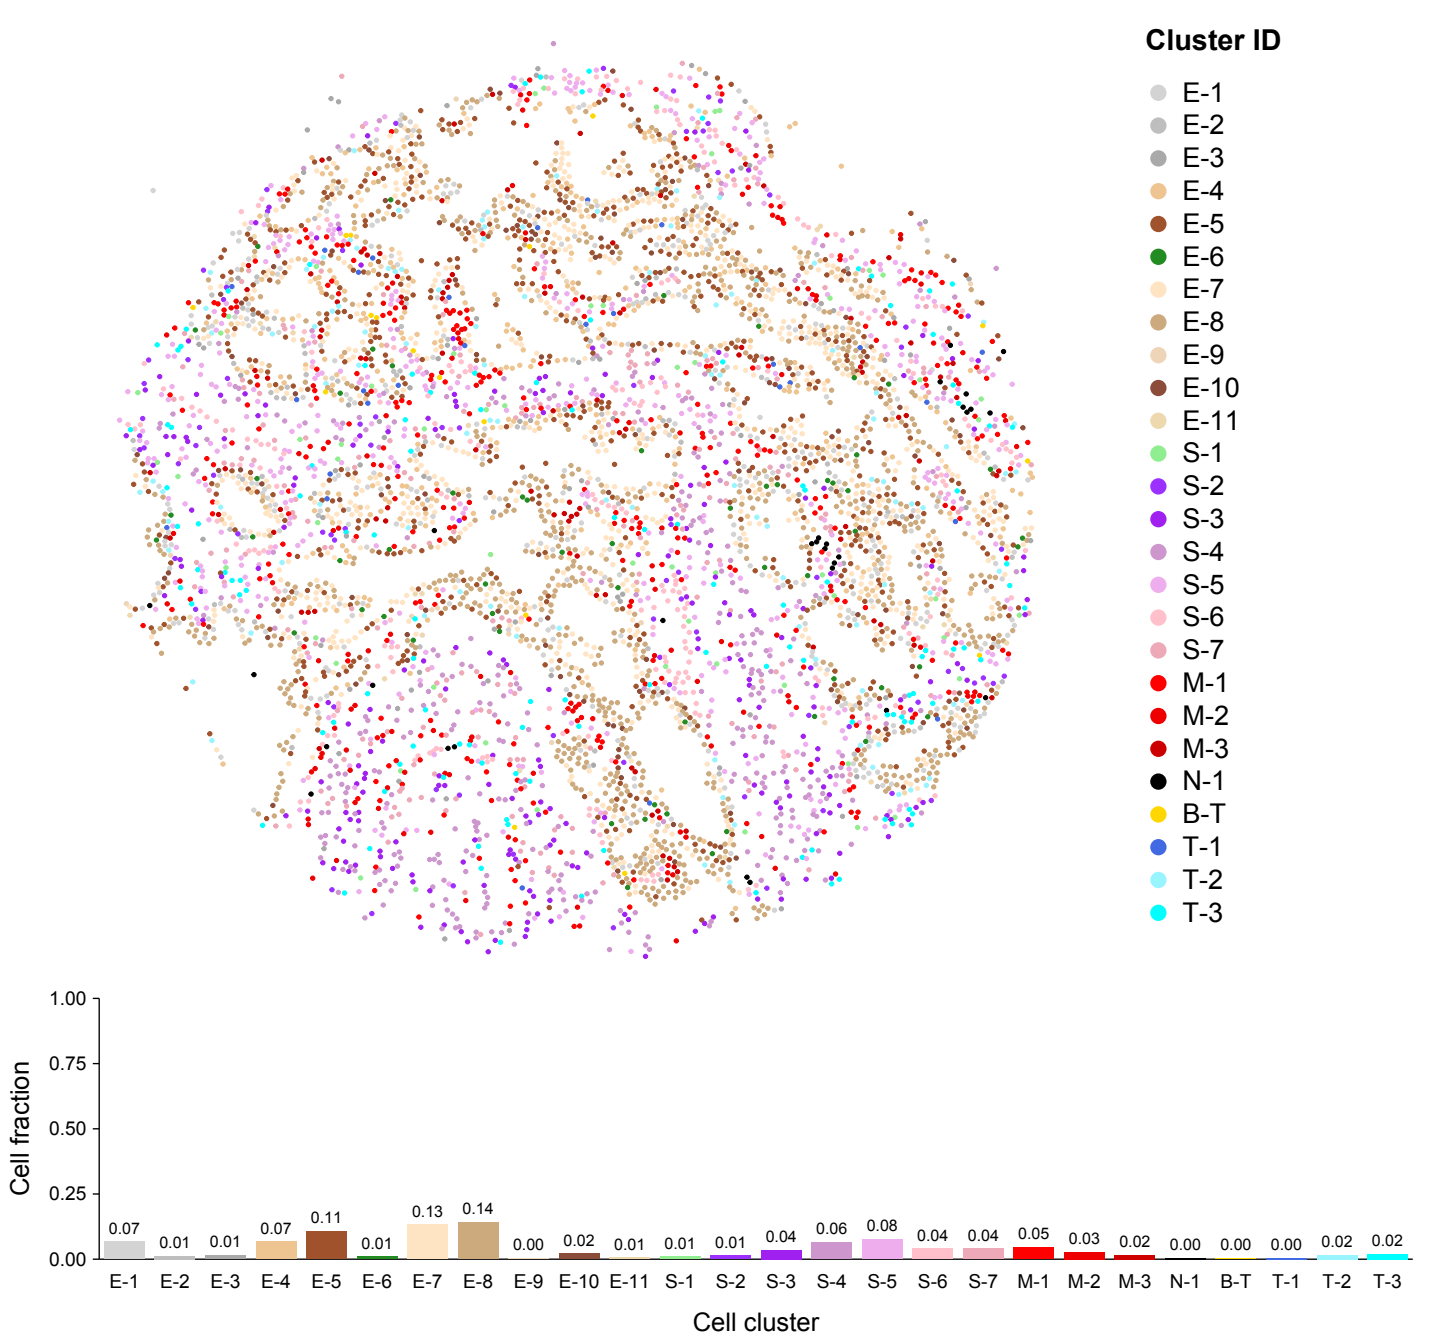 Cluster ID
E-1
E-2
E-3
E-4
E-5
E-6
E-7
E-8
E-9
E-10
E-11
S-1
S-2
S-3
S-4
S-5
S-6
S-7
M-1
M-2
M-3
N-1
B-T
T-1
T-2
T-3
1.00
0.75
0.50
0.25
0.00
Cell fraction
0.07 0.01 0.01 0.07 0.11 0.01 0.13 0.14 0.00 0.02 0.01 0.01 0.01 0.04 0.06 0.08 0.04 0.04 0.05 0.03 0.02 0.00 0.00 0.00 0.02 0.02
E-1 E-2 E-3 E-4 E-5 E-6 E-7 E-8 E-9 E-10 E-11 S-1 S-2 S-3 S-4 S-5 S-6 S-7 M-1 M-2 M-3 N-1 B-T T-1 T-2 T-3
Cell cluster